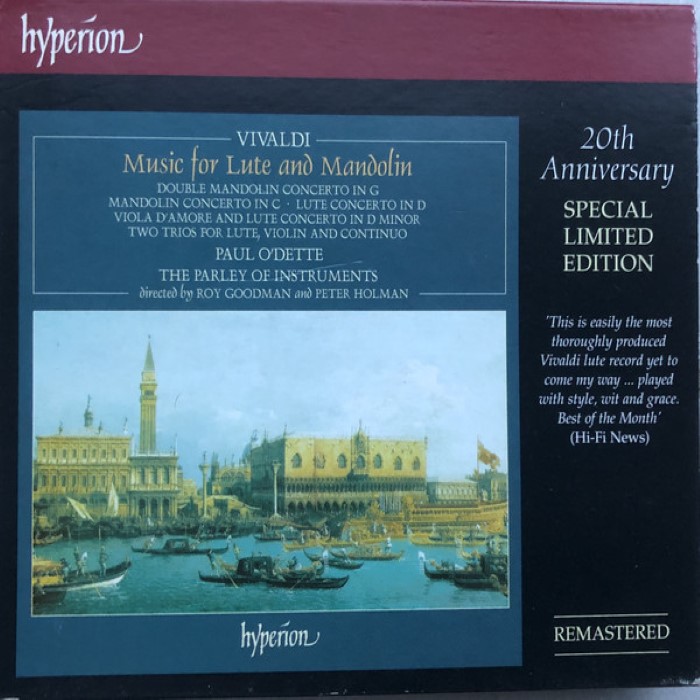 hyperion
VIVALDI
Music for Lute and Mandolin
DOUBLE MANDOLIN CONCERTO IN G
MANDOLIN CONCERTO IN C · LUTE CONCERTO IN D
VIOLA D'AMORE AND LUTE CONCERTO IN D MINOR
TWO TRIOS FOR LUTE, VIOLIN AND CONTINUO
PAUL O'DETTE
THE PARLEY OF INSTRUMENTS
directed by ROY GOODMAN and PETER HOLMAN
hyperion
20th
Anniversary
SPECIAL
LIMITED
EDITION
'This is easily the most
thoroughly produced
Vivaldi lute record yet to
come my way ... played
with style, wit and grace.
Best of the Month'
(Hi-Fi News)
REMASTERED